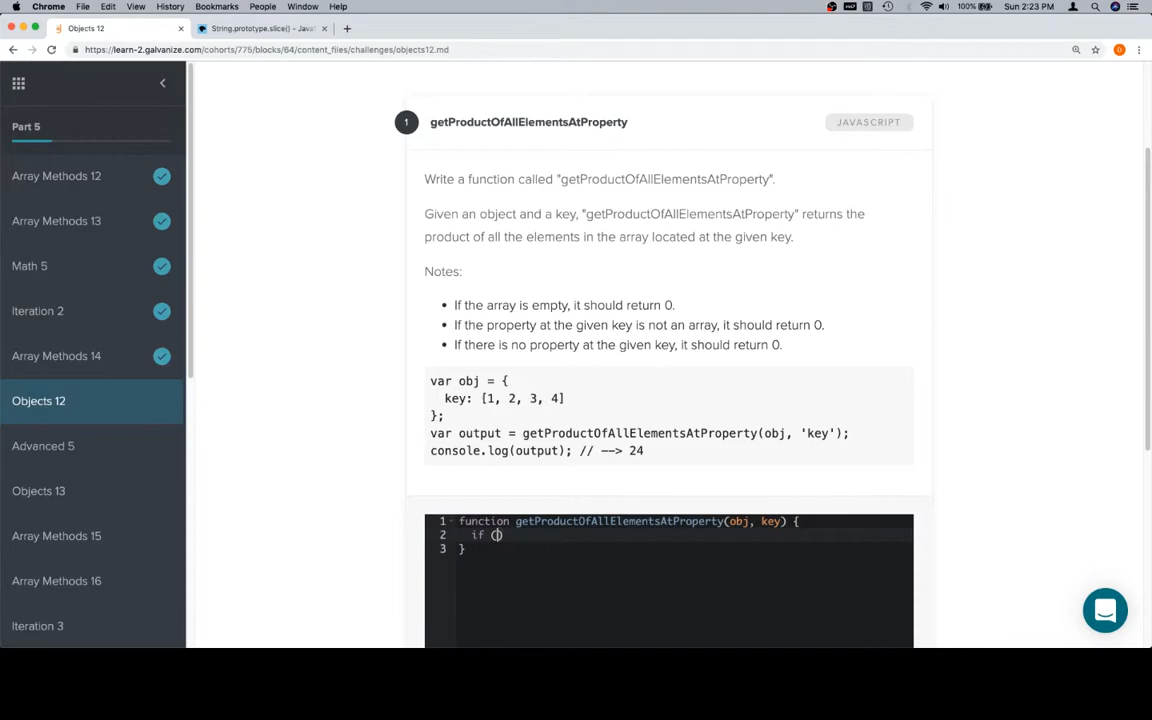 Chrome File Edit View History Bookmarks People Window Help
100% Sun 2:23 PM
Objects 12
String.prototype.slice() - Java
https://learn-2.galvanize.com/cohorts/775/blocks/64/content_files/challenges/objects12.md
Part 5
Array Methods 12
Array Methods 13
Math 5
Iteration 2
Array Methods 14
Objects 12
Advanced 5
Objects 13
Array Methods 15
Array Methods 16
Iteration 3
1 getProductOfAllElementsAtProperty
JAVASCRIPT
Write a function called "getProductOfAllElementsAtProperty".
Given an object and a key, "getProductOfAllElementsAtProperty" returns the
product of all the elements in the array located at the given key.
Notes:
• If the array is empty, it should return 0.
• If the property at the given key is not an array, it should return 0.
• If there is no property at the given key, it should return 0.
var obj = {
key: [1, 2, 3, 4]
};
var output = getProductOfAllElementsAtProperty(obj, 'key');
console.log(output); // --> 24
1 function getProductOfAllElementsAtProperty(obj, key) {
2 if ()
3 }